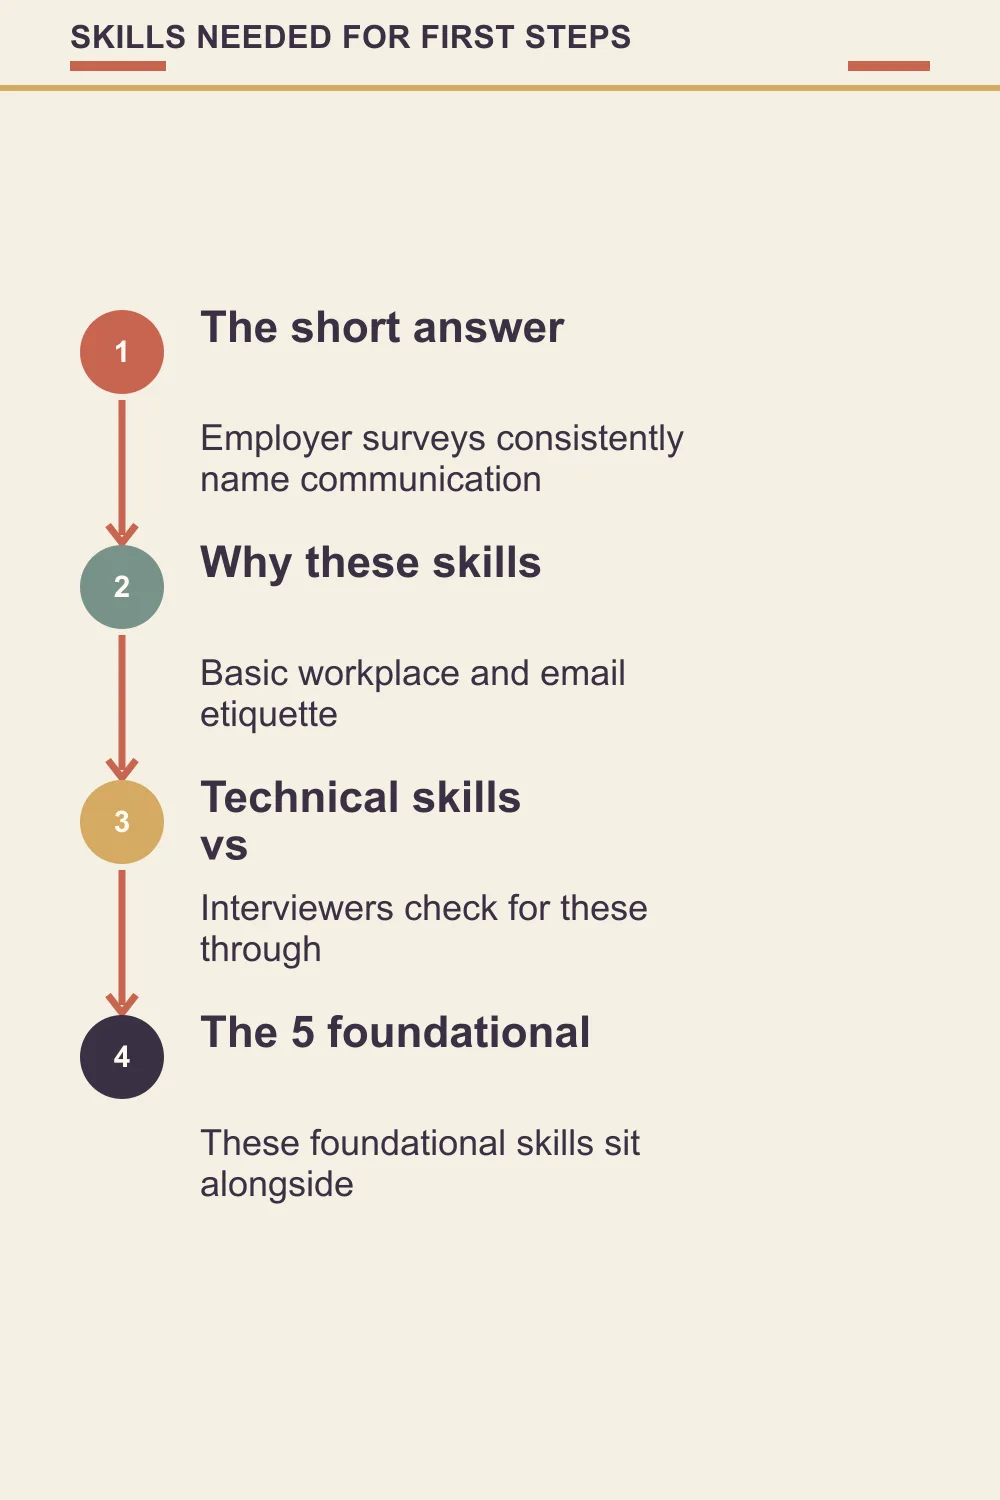 SKILLS NEEDED FOR FIRST STEPS
1
The short answer
Employer surveys consistently
name communication
2
Why these skills
Basic workplace and email
etiquette
3
Technical skills
vs
Interviewers check for these
through
4
The 5 foundational
These foundational skills sit
alongside